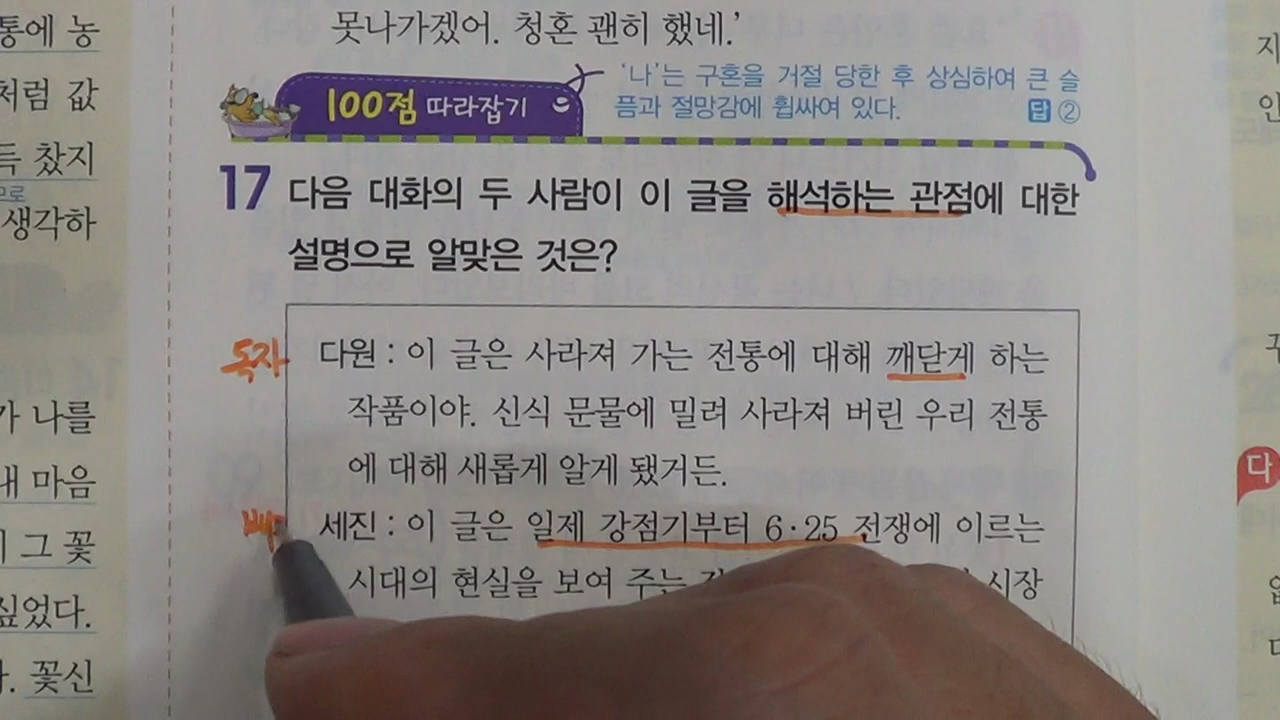 못나가겠어. 청혼 괜히 했네.’
100점 따라잡기
‘나’는 구혼을 거절 당한 후 상심하여 큰 슬
픔과 절망감에 휩싸여 있다. 답 ②
17 다음 대화의 두 사람이 이 글을 해석하는 관점에 대한
설명으로 알맞은 것은?
독자
다원 : 이 글은 사라져 가는 전통에 대해 깨닫게 하는
작품이야. 신식 문물에 밀려 사라져 버린 우리 전통
에 대해 새롭게 알게 됐거든.
세진 : 이 글은 일제 강점기부터 6·25 전쟁에 이르는
시대의 현실을 보여 주는 시장
통에 농
처럼 값
득 찼지
므로
생각하
가 나를
내 마음
그 꽃
싶었다.
. 꽃신
다